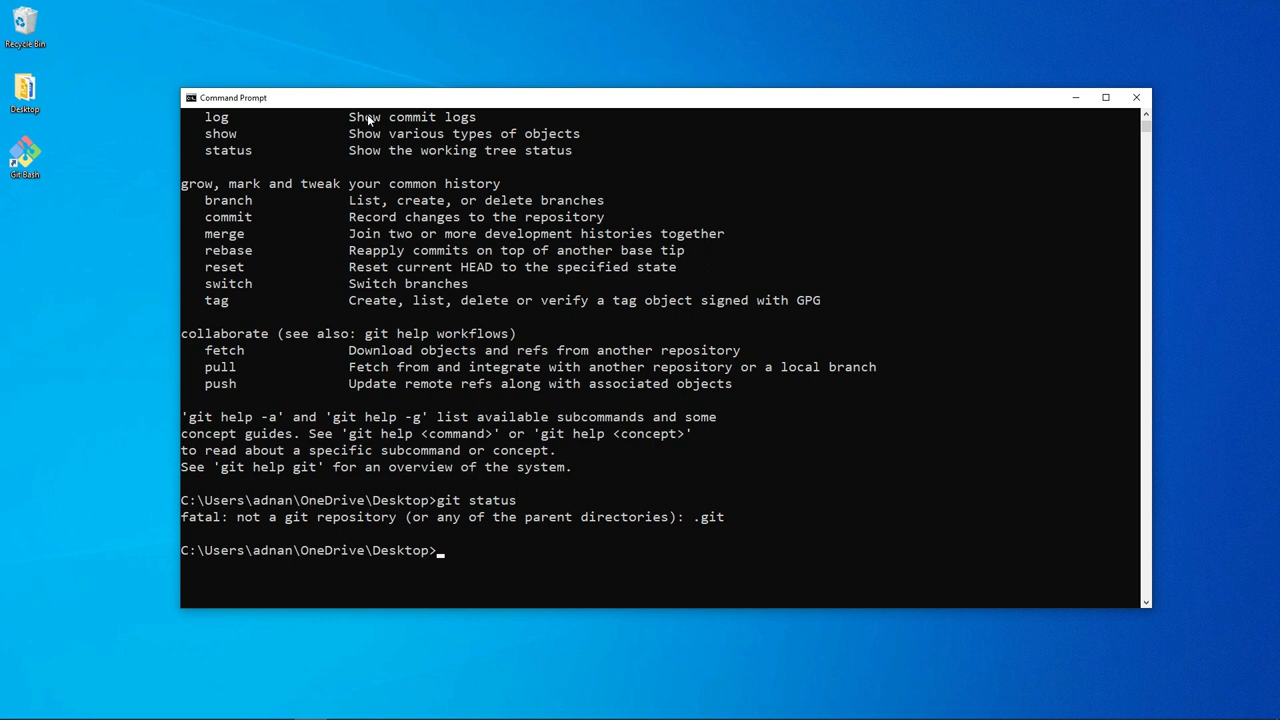 Recycle Bin
Desktop
Git Bash
Command Prompt
log Show commit logs
show Show various types of objects
status Show the working tree status
grow, mark and tweak your common history
branch List, create, or delete branches
commit Record changes to the repository
merge Join two or more development histories together
rebase Reapply commits on top of another base tip
reset Reset current HEAD to the specified state
switch Switch branches
tag Create, list, delete or verify a tag object signed with GPG
collaborate (see also: git help workflows)
fetch Download objects and refs from another repository
pull Fetch from and integrate with another repository or a local branch
push Update remote refs along with associated objects
'git help -a' and 'git help -g' list available subcommands and some
concept guides. See 'git help <command>' or 'git help <concept>'
to read about a specific subcommand or concept.
See 'git help git' for an overview of the system.
C:\Users\adnan\OneDrive\Desktop>git status
fatal: not a git repository (or any of the parent directories): .git
C:\Users\adnan\OneDrive\Desktop>